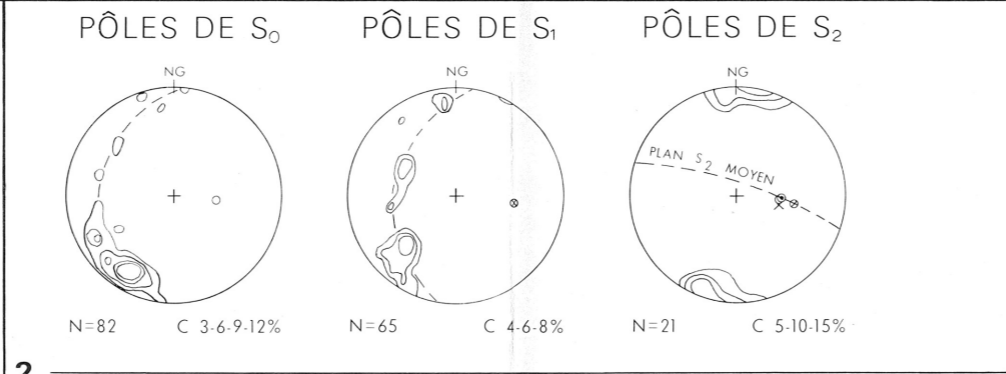 PÔLES DE S₀ PÔLES DE S₁ PÔLES DE S₂
NG NG NG
PLAN S₂ MOYEN
N=82 C 3-6-9-12% N=65 C 4-6-8% N=21 C 5-10-15%
2